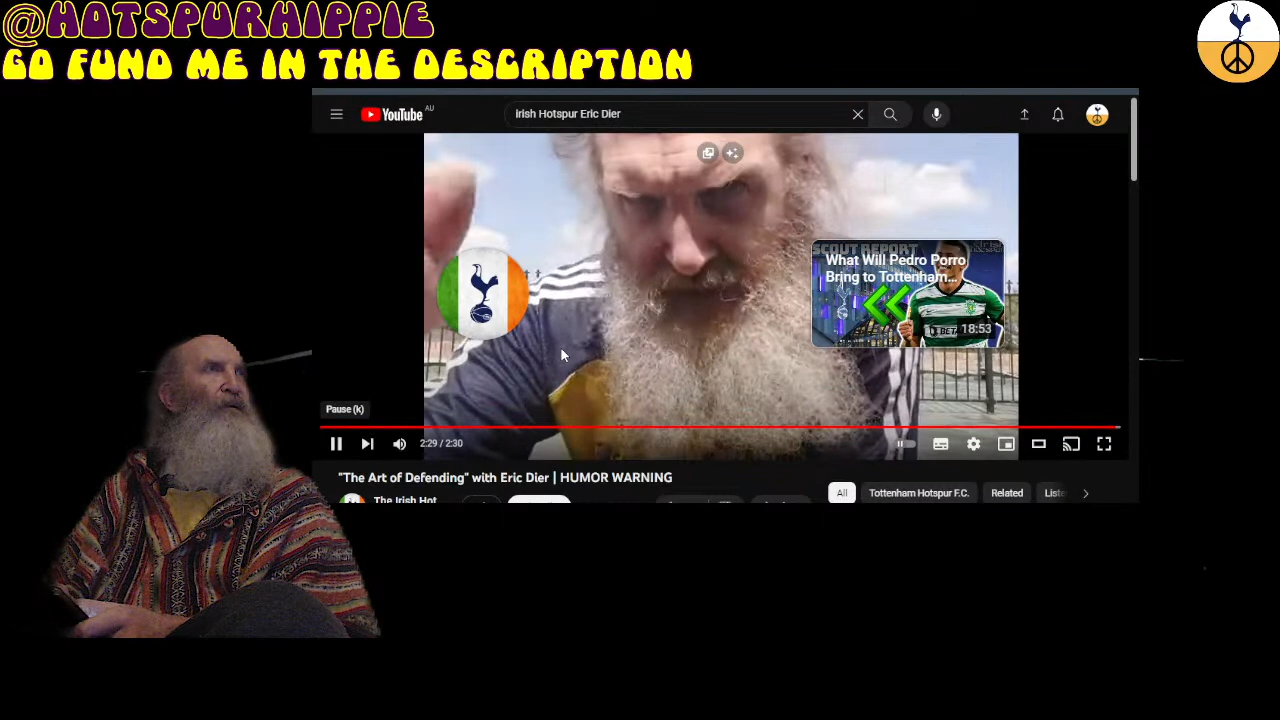 @HOTSPURHIPPIE
GO FUND ME IN THE DESCRIPTION
YouTube AU
Irish Hotspur Eric Dier
SCOUT REPORT
What Will Pedro Porro
Bring to Tottenham...
18:53
Pause (k)
2:29 / 2:30
"The Art of Defending" with Eric Dier | HUMOR WARNING
The Irish Hot
All
Tottenham Hotspur F.C.
Related